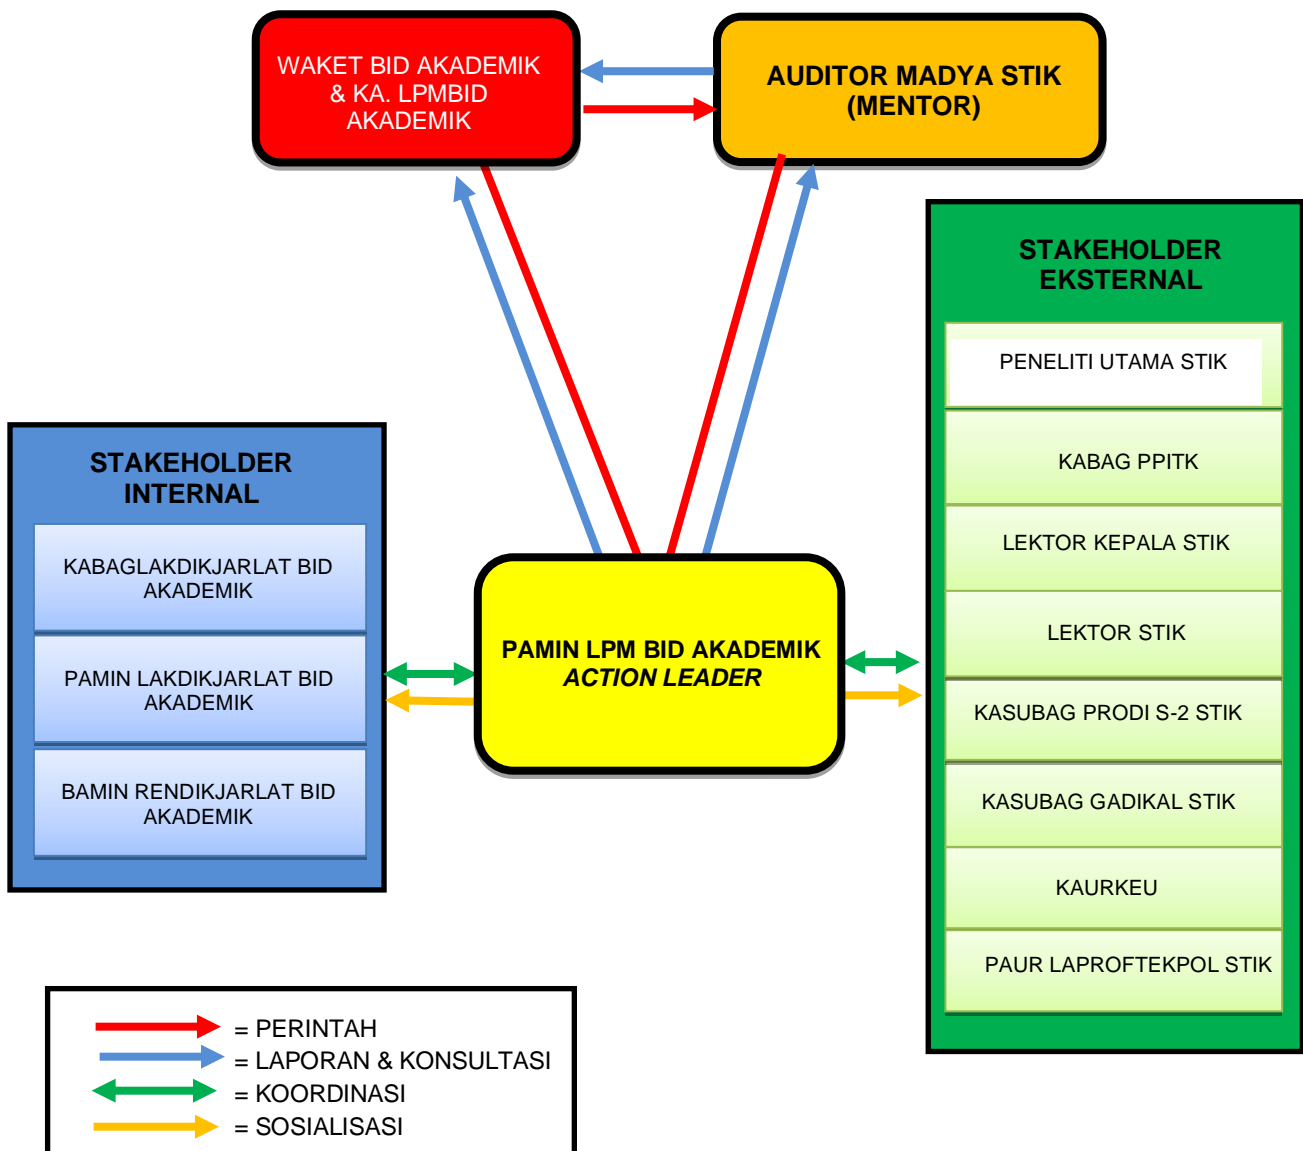 WAKET BID AKADEMIK
& KA. LPMBID
AKADEMIK
AUDITOR MADYA STIK
(MENTOR)
STAKEHOLDER
EKSTERNAL
PENELITI UTAMA STIK
KABAG PPITK
LEKTOR KEPALA STIK
LEKTOR STIK
KASUBAG PRODI S-2 STIK
KASUBAG GADIKAL STIK
KAURKEU
PAUR LAPROFTEKPOL STIK
STAKEHOLDER
INTERNAL
KABAGLAKDIKJARLAT BID
AKADEMIK
PAMIN LAKDIKJARLAT BID
AKADEMIK
BAMIN RENDIKJARLAT BID
AKADEMIK
PAMIN LPM BID AKADEMIK
ACTION LEADER
= PERINTAH
= LAPORAN & KONSULTASI
= KOORDINASI
= SOSIALISASI